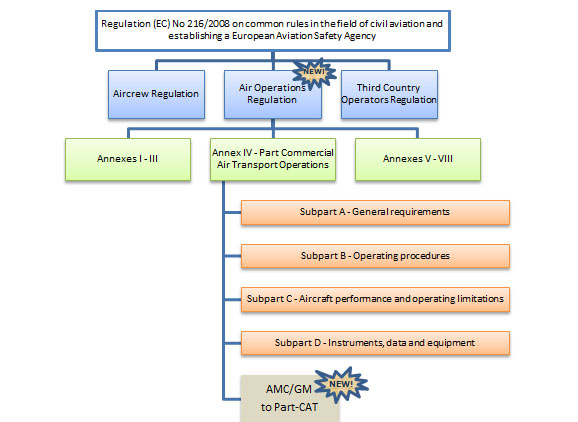 Regulation (EC) No 216/2008 on common rules in the field of civil aviation and
establishing a European Aviation Safety Agency
NEW!
Aircrew Regulation
Air Operations
Regulation
Third Country
Operators Regulation
Annexes I - III
Annex IV - Part Commercial
Air Transport Operations
Annexes V - VIII
Subpart A - General requirements
Subpart B - Operating procedures
Subpart C - Aircraft performance and operating limitations
Subpart D - Instruments, data and equipment
AMC/GM
to Part-CAT
NEW!